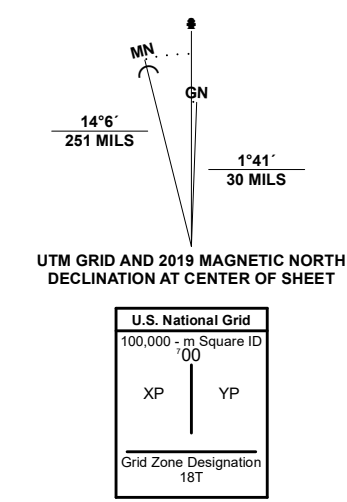 MN
GN
14°6´
251 MILS
1°41´
30 MILS
UTM GRID AND 2019 MAGNETIC NORTH
DECLINATION AT CENTER OF SHEET
U.S. National Grid
100,000 - m Square ID
⁷00
XP YP
Grid Zone Designation
18T